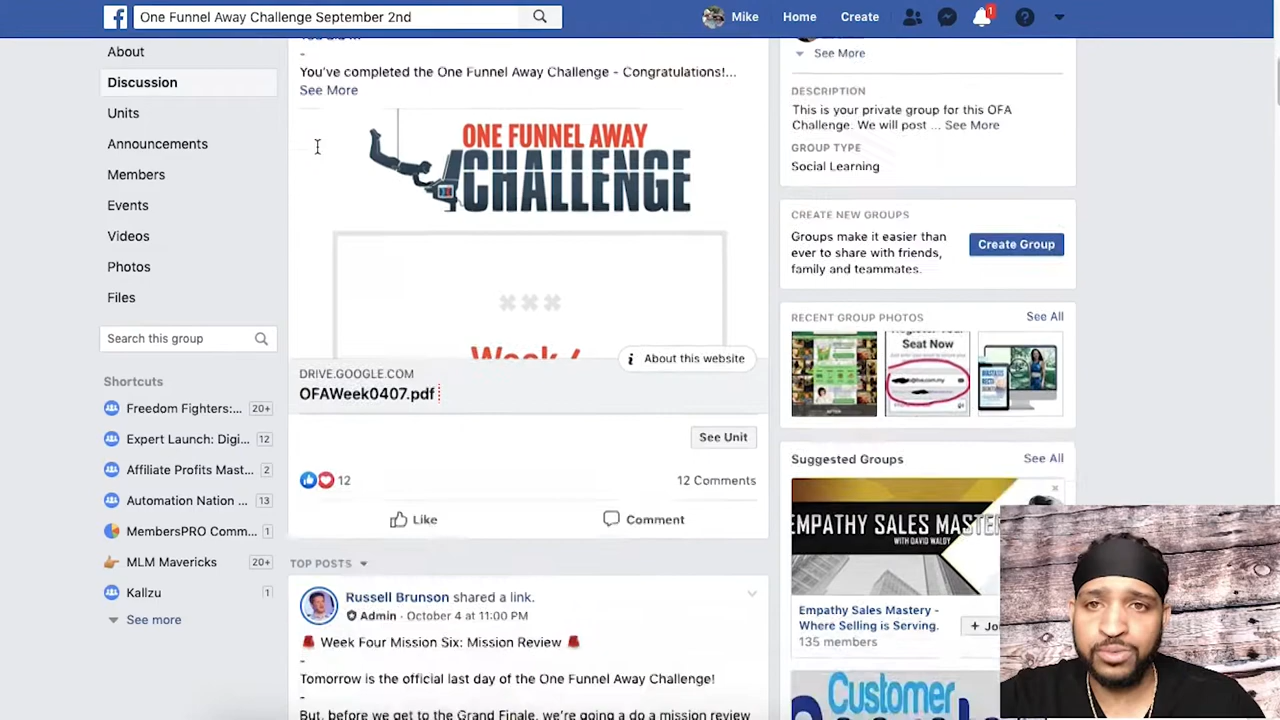 One Funnel Away Challenge September 2nd
Mike
Home
Create
1
About
Discussion
Units
Announcements
Members
Events
Videos
Photos
Files
Search this group
Shortcuts
Freedom Fighters:... 20+
Expert Launch: Digi... 12
Affiliate Profits Mast... 2
Automation Nation ... 13
MembersPRO Comm... 1
MLM Mavericks 20+
Kallzu 1
See more
-
You've completed the One Funnel Away Challenge - Congratulations!...
See More
ONE FUNNEL AWAY
CHALLENGE
DRIVE.GOOGLE.COM
About this website
OFAWeek0407.pdf
See Unit
12
12 Comments
Like
Comment
TOP POSTS
Russell Brunson shared a link.
Admin · October 4 at 11:00 PM
Week Four Mission Six: Mission Review
-
Tomorrow is the official last day of the One Funnel Away Challenge!
-
But, before we get to the Grand Finale, we're going a do a mission review
See More
DESCRIPTION
This is your private group for this OFA
Challenge. We will post ... See More
GROUP TYPE
Social Learning
CREATE NEW GROUPS
Groups make it easier than
ever to share with friends,
family and teammates.
Create Group
RECENT GROUP PHOTOS
See All
Seat Now
Suggested Groups
See All
EMPATHY SALES MASTE
WITH DAVID WALDY
Empathy Sales Mastery -
Where Selling is Serving.
135 members
+ Jo
Customer